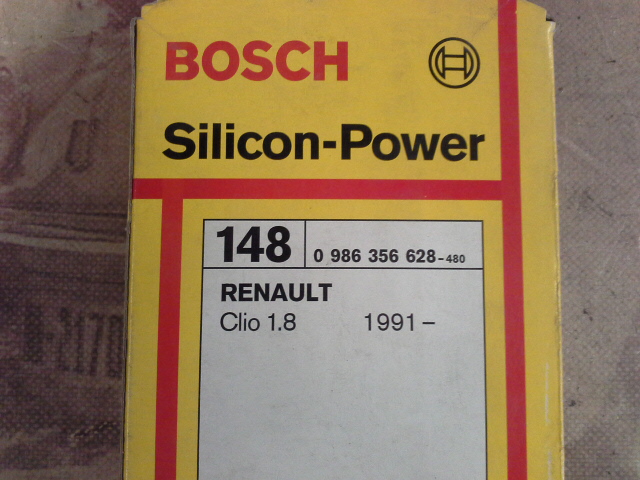 BOSCH
Silicon-Power
148 0 986 356 628-480
RENAULT
Clio 1.8 1991 –